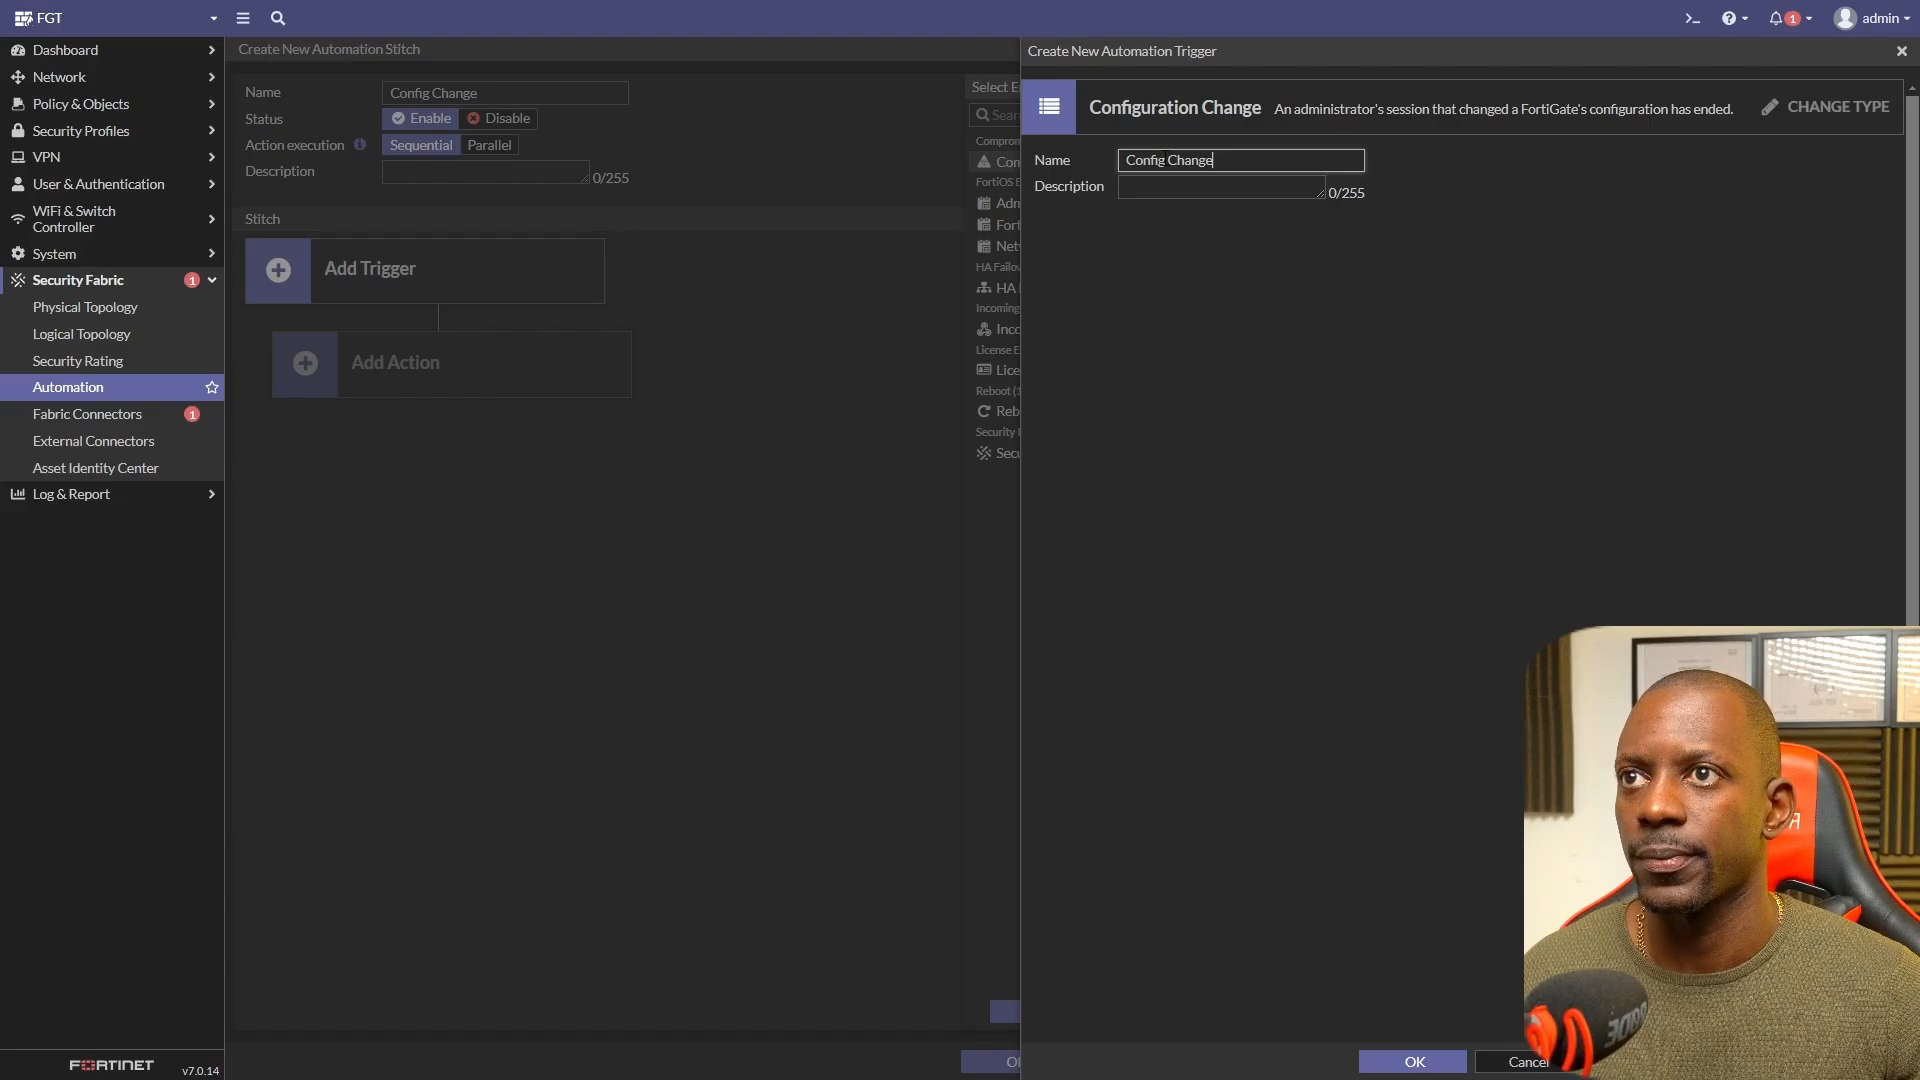 FGT
admin
1
Dashboard
Network
Policy & Objects
Security Profiles
VPN
User & Authentication
WiFi & Switch
Controller
System
Security Fabric 1
Physical Topology
Logical Topology
Security Rating
Automation
Fabric Connectors 1
External Connectors
Asset Identity Center
Log & Report
FORTINET v7.0.14
Create New Automation Stitch
Name Config Change
Status Enable Disable
Action execution Sequential Parallel
Description 0/255
Stitch
Add Trigger
Add Action
Select
Create New Automation Trigger
Configuration Change An administrator's session that changed a FortiGate's configuration has ended. CHANGE TYPE
Name Config Change
Description 0/255
OK Cancel